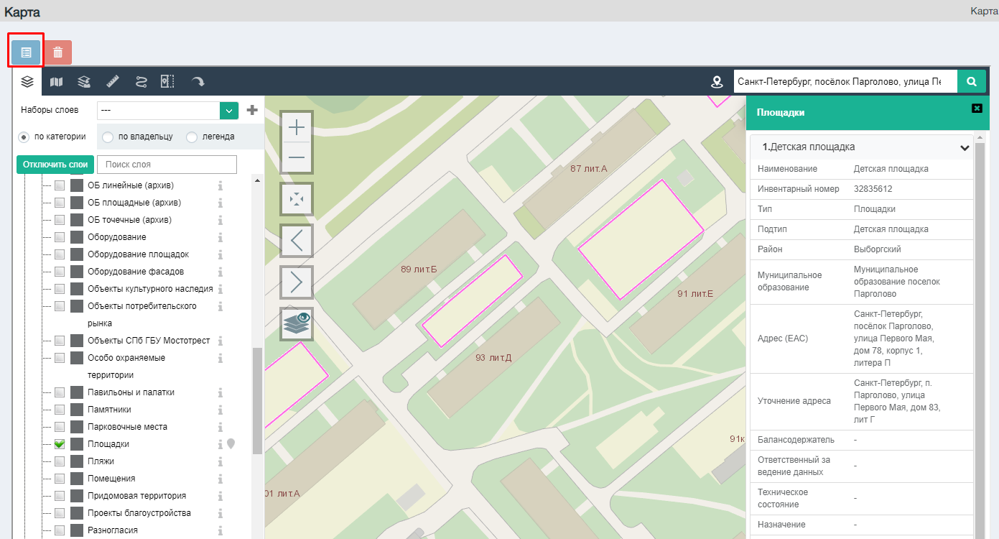 Карта
Карта
Санкт-Петербург, посёлок Парголово, улица Пе
Наборы слоев
---
по категории
по владельцу
легенда
Отключить слои
Поиск слоя
ОБ линейные (архив)
ОБ площадные (архив)
ОБ точечные (архив)
Оборудование
Оборудование площадок
Оборудование фасадов
Объекты культурного наследия
Объекты потребительского
рынка
Объекты СПб ГБУ Мостотрест
Особо охраняемые
территории
Павильоны и палатки
Памятники
Парковочные места
Площадки
Пляжи
Помещения
Придомовая территория
Проекты благоустройства
Разногласия
87 лит.А
89 лит.Б
91 лит.Е
93 лит.Д
91к
01 лит.А
Площадки
1.Детская площадка
Наименование Детская площадка
Инвентарный номер 32835612
Тип Площадки
Подтип Детская площадка
Район Выборгский
Муниципальное
образование
Муниципальное
образование поселок
Парголово
Адрес (ЕАС)
Санкт-Петербург,
посёлок Парголово,
улица Первого Мая,
дом 78, корпус 1,
литера П
Уточнение адреса
Санкт-Петербург, п.
Парголово, улица
Первого Мая, дом 83,
лит Г
Балансодержатель -
Ответственный за
ведение данных
-
Техническое
состояние
-
Назначение -